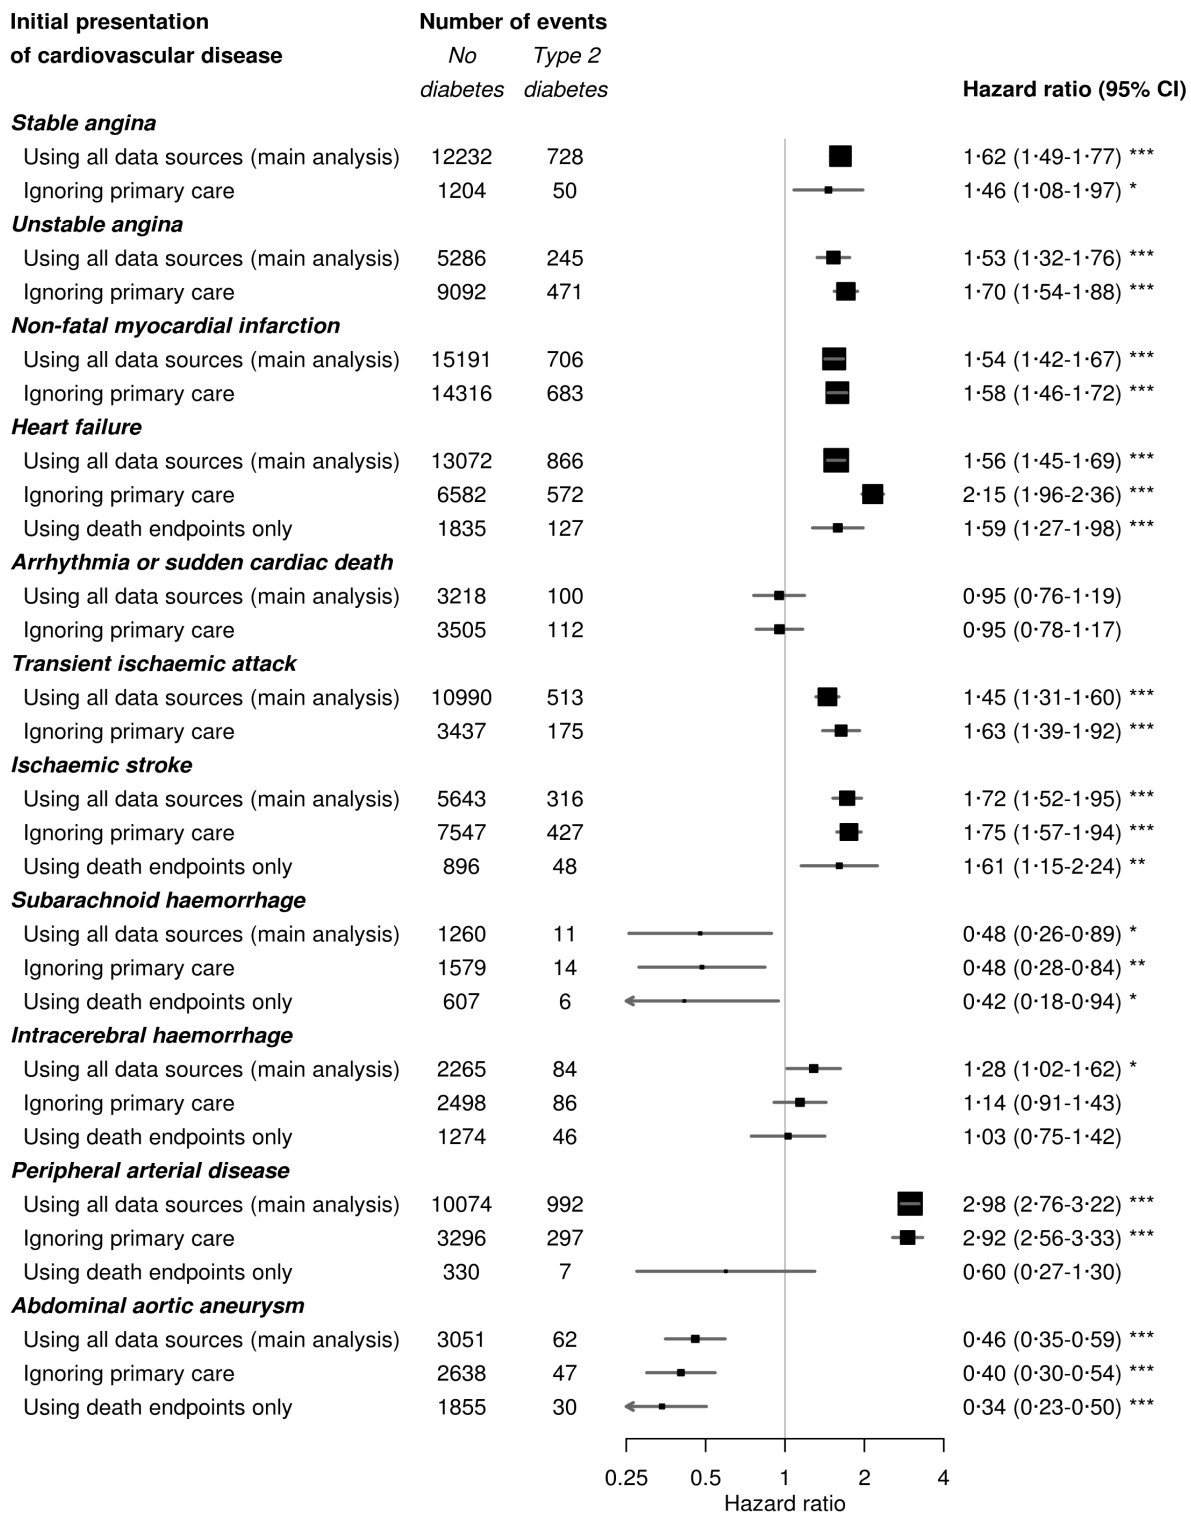 Initial presentation Number of events
of cardiovascular disease No Type 2
diabetes diabetes Hazard ratio (95% CI)
Stable angina
Using all data sources (main analysis) 12232 728 1·62 (1·49-1·77) ***
Ignoring primary care 1204 50 1·46 (1·08-1·97) *
Unstable angina
Using all data sources (main analysis) 5286 245 1·53 (1·32-1·76) ***
Ignoring primary care 9092 471 1·70 (1·54-1·88) ***
Non-fatal myocardial infarction
Using all data sources (main analysis) 15191 706 1·54 (1·42-1·67) ***
Ignoring primary care 14316 683 1·58 (1·46-1·72) ***
Heart failure
Using all data sources (main analysis) 13072 866 1·56 (1·45-1·69) ***
Ignoring primary care 6582 572 2·15 (1·96-2·36) ***
Using death endpoints only 1835 127 1·59 (1·27-1·98) ***
Arrhythmia or sudden cardiac death
Using all data sources (main analysis) 3218 100 0·95 (0·76-1·19)
Ignoring primary care 3505 112 0·95 (0·78-1·17)
Transient ischaemic attack
Using all data sources (main analysis) 10990 513 1·45 (1·31-1·60) ***
Ignoring primary care 3437 175 1·63 (1·39-1·92) ***
Ischaemic stroke
Using all data sources (main analysis) 5643 316 1·72 (1·52-1·95) ***
Ignoring primary care 7547 427 1·75 (1·57-1·94) ***
Using death endpoints only 896 48 1·61 (1·15-2·24) **
Subarachnoid haemorrhage
Using all data sources (main analysis) 1260 11 0·48 (0·26-0·89) *
Ignoring primary care 1579 14 0·48 (0·28-0·84) **
Using death endpoints only 607 6 0·42 (0·18-0·94) *
Intracerebral haemorrhage
Using all data sources (main analysis) 2265 84 1·28 (1·02-1·62) *
Ignoring primary care 2498 86 1·14 (0·91-1·43)
Using death endpoints only 1274 46 1·03 (0·75-1·42)
Peripheral arterial disease
Using all data sources (main analysis) 10074 992 2·98 (2·76-3·22) ***
Ignoring primary care 3296 297 2·92 (2·56-3·33) ***
Using death endpoints only 330 7 0·60 (0·27-1·30)
Abdominal aortic aneurysm
Using all data sources (main analysis) 3051 62 0·46 (0·35-0·59) ***
Ignoring primary care 2638 47 0·40 (0·30-0·54) ***
Using death endpoints only 1855 30 0·34 (0·23-0·50) ***
0.25 0.5 1 2 4
Hazard ratio